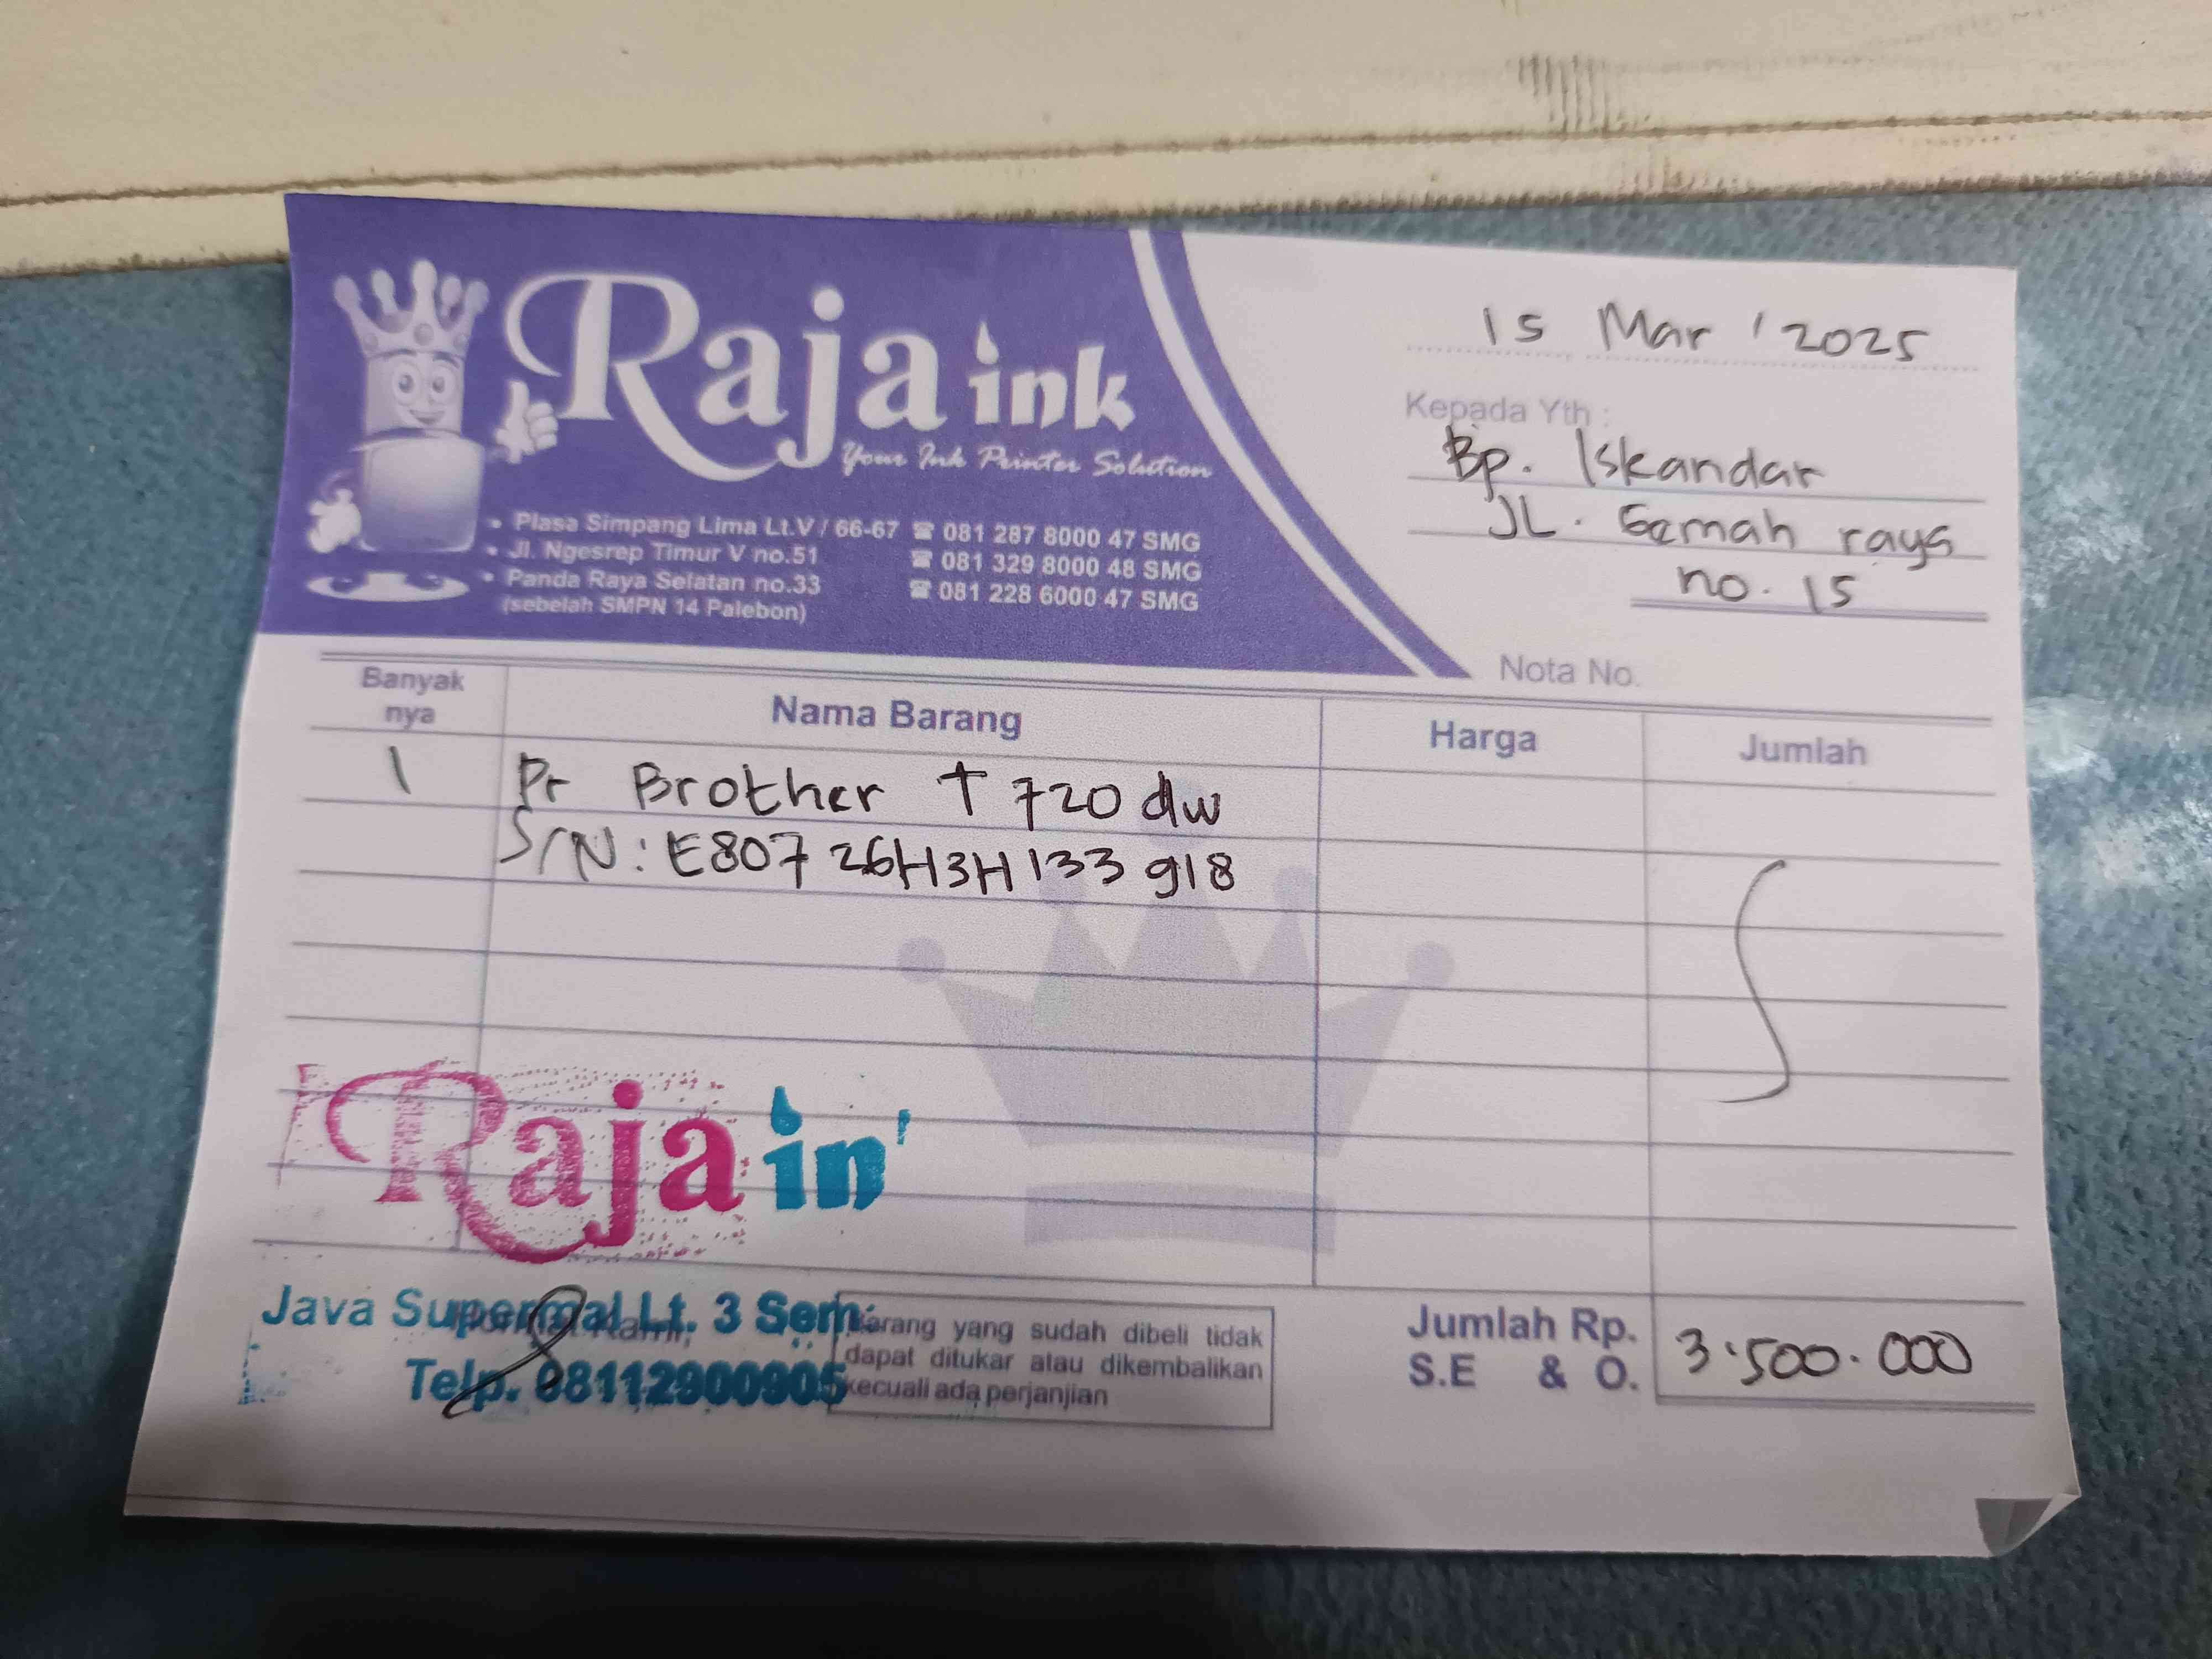 Raja ink
Your Ink Printer Solution
• Plasa Simpang Lima Lt.V / 66-67 ☎ 081 287 8000 47 SMG
• Jl. Ngesrep Timur V no.51 ☎ 081 329 8000 48 SMG
• Panda Raya Selatan no.33 ☎ 081 228 6000 47 SMG
(sebelah SMPN 14 Palebon)
15 Mar '2025
Kepada Yth :
Bp. Iskandar
JL. raya
no. 15
Nota No.
Banyak nya Nama Barang Harga Jumlah
1 Pr Brother T 720 dw
S/N: E80726H3H133918
Raja in
Java Supermal Lt. 3 Sem
Telp. 08112900905
Barang yang sudah dibeli tidak
dapat ditukar atau dikembalikan
kecuali ada perjanjian
Jumlah Rp. 3.500.000
S.E & O.